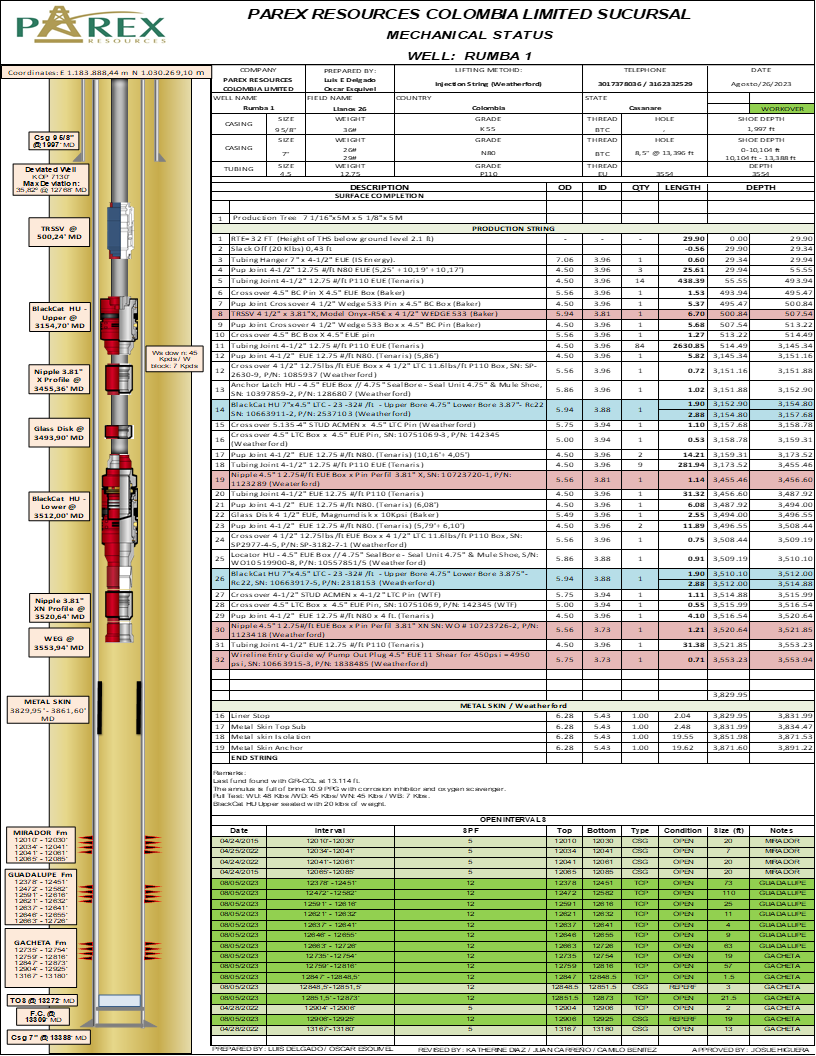 PAREX
RESOURCES
PAREX RESOURCES COLOMBIA LIMITED SUCURSAL
MECHANICAL STATUS
WELL: RUMBA 1
Coordinates: E 1.183.888,44 m N 1.030.269,10 m
Csg 9 5/8" @ 1997' MD
Deviated Well
KOP 7130'
Max Deviation:
35,82° @ 12768' MD
TRSSV @
500,24' MD
BlackCat HU -
Upper @
3154,70' MD
Wx down: 45
Kpds / W
block: 7 Kpds
Nipple 3.81"
X Profile @
3455,36' MD
Glass Disk @
3493,90' MD
BlackCat HU -
Lower @
3512,00' MD
Nipple 3.81"
XN Profile @
3520,64' MD
WEG @
3553,94' MD
METAL SKIN
3829,95' - 3861,60'
MD
MIRADOR Fm
12010' - 12030'
12034' - 12041'
12041' - 12061'
12065' - 12085'
GUADALUPE Fm
12378' - 12451'
12472' - 12582'
12591' - 12616'
12621' - 12632'
12637' - 12641'
12646' - 12655'
12663' - 12726'
GACHETA Fm
12735' - 12754'
12759' - 12816'
12847' - 12873'
12904' - 12925'
13167' - 13180'
TOS @ 13272' MD
F.C. @
13309' MD
Csg 7" @ 13388' MD
COMPANY PREPARED BY: LIFTING METOHD: TELEPHONE DATE
PAREX RESOURCES COLOMBIA LIMITED Luis E Delgado Oscar Esquivel Injection String (Weatherford) 3017378036 / 3162332529 Agosto/26/2023
WELL NAME FIELD NAME COUNTRY STATE
Rumba 1 Llanos 26 Colombia Casanare WORKOVER
CASING SIZE WEIGHT GRADE THREAD HOLE SHOE DEPTH
9 5/8" 36# K55 BTC - 1,997 ft
CASING SIZE WEIGHT GRADE THREAD HOLE SHOE DEPTH
7" 26# 29# N80 BTC 8,5" @ 13,396 ft 0-10,104 ft 10,104 ft - 13,388 ft
TUBING SIZE WEIGHT GRADE THREAD DEPTH
4.5 12.75 P110 EU 3554 3554
DESCRIPTION OD ID QTY LENGTH DEPTH
SURFACE COMPLETION
1 Production Tree 7 1/16"x5M x 5 1/8"x 5M
PRODUCTION STRING
1 RTE= 32 FT (Height of THS below ground level 2.1 ft) - - - 29.90 0.00 29.90
2 Slack Off (20 Klbs) 0,43 ft -0.56 29.90 29.34
3 Tubing Hanger 7" x 4-1/2" EUE (IS Energy). 7.06 3.96 1 0.60 29.34 29.94
4 Pup Joint 4-1/2" 12.75 #/ft N80 EUE (5,25' + 10,19' + 10,17') 4.50 3.96 3 25.61 29.94 55.55
5 Tubing Joint 4-1/2" 12.75 #/ft P110 EUE (Tenaris) 4.50 3.96 14 438.39 55.55 493.94
6 Crossover 4.5" BC Pin X 4.5" EUE Box (Baker) 5.56 3.96 1 1.53 493.94 495.47
7 Pup Joint Crossover 4 1/2" Wedge 533 Pin x 4.5" BC Box (Baker) 4.50 3.96 1 5.37 495.47 500.84
8 TRSSV 4 1/2" x 3.81"X, Model Onyx-R5E x 4 1/2" WEDGE 533 (Baker) 5.94 3.81 1 6.70 500.84 507.54
9 Pup Joint Crossover 4 1/2" Wedge 533 Box x 4.5" BC Pin (Baker) 4.50 3.96 1 5.68 507.54 513.22
10 Crossover 4.5" BC Box X 4.5" EUE pin 5.56 3.96 1 1.27 513.22 514.49
11 Tubing Joint 4-1/2" 12.75 #/ft P110 EUE (Tenaris) 4.50 3.96 84 2630.85 514.49 3,145.34
12 Pup Joint 4-1/2" EUE 12.75 #/ft N80. (Tenaris) (5,86') 4.50 3.96 1 5.82 3,145.34 3,151.16
12 Crossover 4 1/2" 12.75lbs/ft EUE Box x 4 1/2" LTC 11.6lbs/ft P110 Box, SN: SP-2630-9, P/N: 1085937 (Weatherford) 5.56 3.96 1 0.72 3,151.16 3,151.88
13 Anchor Latch HU - 4.5" EUE Box // 4.75" SealBore - Seal Unit 4.75" & Mule Shoe, SN: 10397859-2, P/N: 1286807 (Weatherford) 5.86 3.96 1 1.02 3,151.88 3,152.90
14 BlackCat HU 7"x4.5" LTC - 23 -32# /ft - Upper Bore 4.75" Lower Bore 3.87"- Rc22 SN: 10663911-2, P/N: 2537103 (Weatherford) 5.94 3.88 1 1.90 3,152.90 3,154.80
2.88 3,154.80 3,157.68
15 Crossover 5.135-4" STUD ACMEN x 4.5" LTC Pin (Weatherford) 5.75 3.94 1 1.10 3,157.68 3,158.78
16 Crossover 4.5" LTC Box x 4.5" EUE Pin, SN: 10751069-3, P/N: 142345 (Weatherford) 5.00 3.94 1 0.53 3,158.78 3,159.31
17 Pup Joint 4-1/2" EUE 12.75 #/ft N80. (Tenaris) (10,16'+ 4,05') 4.50 3.96 2 14.21 3,159.31 3,173.52
18 Tubing Joint 4-1/2" 12.75 #/ft P110 EUE (Tenaris) 4.50 3.96 9 281.94 3,173.52 3,455.46
19 Nipple 4.5" 12.75#/ft EUE Box x Pin Perfil 3.81" X, SN: 10723720-1, P/N: 1123289 (Weatherford) 5.56 3.81 1 1.14 3,455.46 3,456.60
20 Tubing Joint 4-1/2" EUE 12.75 #/ft P110 (Tenaris) 4.50 3.96 1 31.32 3,456.60 3,487.92
21 Pup Joint 4-1/2" EUE 12.75 #/ft N80. (Tenaris) (6,08') 4.50 3.96 1 6.08 3,487.92 3,494.00
22 Glass Disk 4 1/2" EUE, Magnumdisk x 10Kpsi (Baker) 5.49 3.96 1 2.55 3,494.00 3,496.55
23 Pup Joint 4-1/2" EUE 12.75 #/ft N80. (Tenaris) (5,79'+ 6,10') 4.50 3.96 2 11.89 3,496.55 3,508.44
24 Crossover 4 1/2" 12.75lbs/ft EUE Box x 4 1/2" LTC 11.6lbs/ft P110 Box, SN: SP2977-4-5, P/N: SP-3182-7-1 (Weatherford) 5.56 3.96 1 0.75 3,508.44 3,509.19
25 Locator HU - 4.5" EUE Box // 4.75" SealBore - Seal Unit 4.75" & Mule Shoe, S/N: WO10519900-8, P/N: 10557851/5 (Weatherford) 5.86 3.88 1 0.91 3,509.19 3,510.10
26 BlackCat HU 7"x4.5" LTC - 23 -32# /ft - Upper Bore 4.75" Lower Bore 3.875"- Rc22, SN: 10663917-5, P/N: 2318153 (Weatherford) 5.94 3.88 1 1.90 3,510.10 3,512.00
2.88 3,512.00 3,514.88
27 Crossover 4-1/2" STUD ACMEN x 4-1/2" LTC Pin (WTF) 5.75 3.94 1 1.11 3,514.88 3,515.99
28 Crossover 4.5" LTC Box x 4.5" EUE Pin, SN: 10751069, P/N: 142345 (WTF) 5.00 3.94 1 0.55 3,515.99 3,516.54
29 Pup Joint 4-1/2" EUE 12.75 #/ft N80 x 4 ft. (Tenaris) 4.50 3.96 1 4.10 3,516.54 3,520.64
30 Nipple 4.5" 12.75#/ft EUE Box x Pin Perfil 3.81" XN SN: WO# 10723726-2, P/N: 1123418 (Weatherford) 5.56 3.73 1 1.21 3,520.64 3,521.85
31 Tubing Joint 4-1/2" EUE 12.75 #/ft P110 (Tenaris) 4.50 3.96 1 31.38 3,521.85 3,553.23
32 Wireline Entry Guide w/ Pump Out Plug 4.5" EUE 11 Shear for 450psi = 4950 psi, SN: 10663915-3, P/N: 1838485 (Weatherford) 5.75 3.73 1 0.71 3,553.23 3,553.94
3,829.95
METAL SKIN / Weatherford
16 Liner Stop 6.28 5.43 1.00 2.04 3,829.95 3,831.99
17 Metal Skin Top Sub 6.28 5.43 1.00 2.48 3,831.99 3,834.47
18 Metal skin Isolation 6.28 5.43 1.00 19.55 3,851.98 3,871.53
19 Metal Skin Anchor 6.28 5.43 1.00 19.62 3,871.60 3,891.22
END STRING
Remarks:
Last fund found with GR-CCL at 13.114 ft.
The annulus is full of brine 10.9 PPG with corrosion inhibitor and oxygen scavenger.
Pull Test: WU: 48 Klbs / WD: 45 Klbs/ WN: 45 Klbs / WB: 7 Klbs.
BlackCat HU Upper seated with 20 klbs of weight.
OPEN INTERVALS
Date Interval SPF Top Bottom Type Condition Size (ft) Notes
04/24/2015 12010'-12030' 5 12010 12030 CSG OPEN 20 MIRADOR
04/25/2022 12034'-12041' 5 12034 12041 CSG OPEN 7 MIRADOR
04/24/2022 12041'-12061' 5 12041 12061 CSG OPEN 20 MIRADOR
04/24/2015 12065'-12085' 5 12065 12085 CSG OPEN 20 MIRADOR
08/05/2023 12378'-12451' 12 12378 12451 TCP OPEN 73 GUADALUPE
08/05/2023 12472'-12582' 12 12472 12582 TCP OPEN 110 GUADALUPE
08/05/2023 12591'- 12616' 12 12591 12616 TCP OPEN 25 GUADALUPE
08/05/2023 12621'- 12632' 12 12621 12632 TCP OPEN 11 GUADALUPE
08/05/2023 12637'- 12641' 12 12637 12641 TCP OPEN 4 GUADALUPE
08/05/2023 12646'- 12655' 12 12646 12655 TCP OPEN 9 GUADALUPE
08/05/2023 12663'- 12726' 12 12663 12726 TCP OPEN 63 GUADALUPE
08/05/2023 12735'- 12754' 12 12735 12754 TCP OPEN 19 GACHETA
08/05/2023 12759'- 12816' 12 12759 12816 TCP OPEN 57 GACHETA
08/05/2023 12847'- 12848,5' 12 12847 12848.5 TCP OPEN 1.5 GACHETA
08/05/2023 12848,5'- 12851,5' 12 12848.5 12851.5 CSG REPERF 3 GACHETA
08/05/2023 12851,5'- 12873' 12 12851.5 12873 TCP OPEN 21.5 GACHETA
04/28/2022 12904'-12906' 5 12904 12906 TCP OPEN 2 GACHETA
08/05/2023 12906'-12925' 12 12906 12925 CSG REPERF 19 GACHETA
04/28/2022 13167'-13180' 5 13167 13180 CSG OPEN 13 GACHETA
PREPARED BY: LUIS DELGADO / OSCAR ESQUIVEL REVISED BY: KATHERINE DIAZ / JUAN CARREÑO / CAMILO BENITEZ APPROVED BY: JOSUE HIGUERA